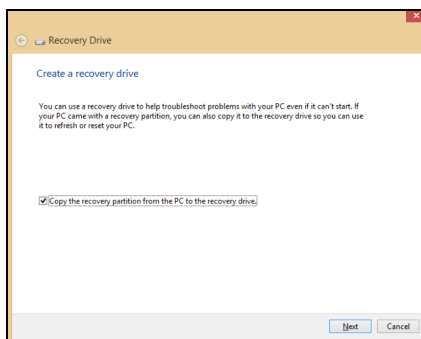 Recovery Drive
Create a recovery drive
You can use a recovery drive to help troubleshoot problems with your PC even if it can't start. If
your PC came with a recovery partition, you can also copy it to the recovery drive so you can use
it to refresh or reset your PC.
Copy the recovery partition from the PC to the recovery drive.
Next Cancel